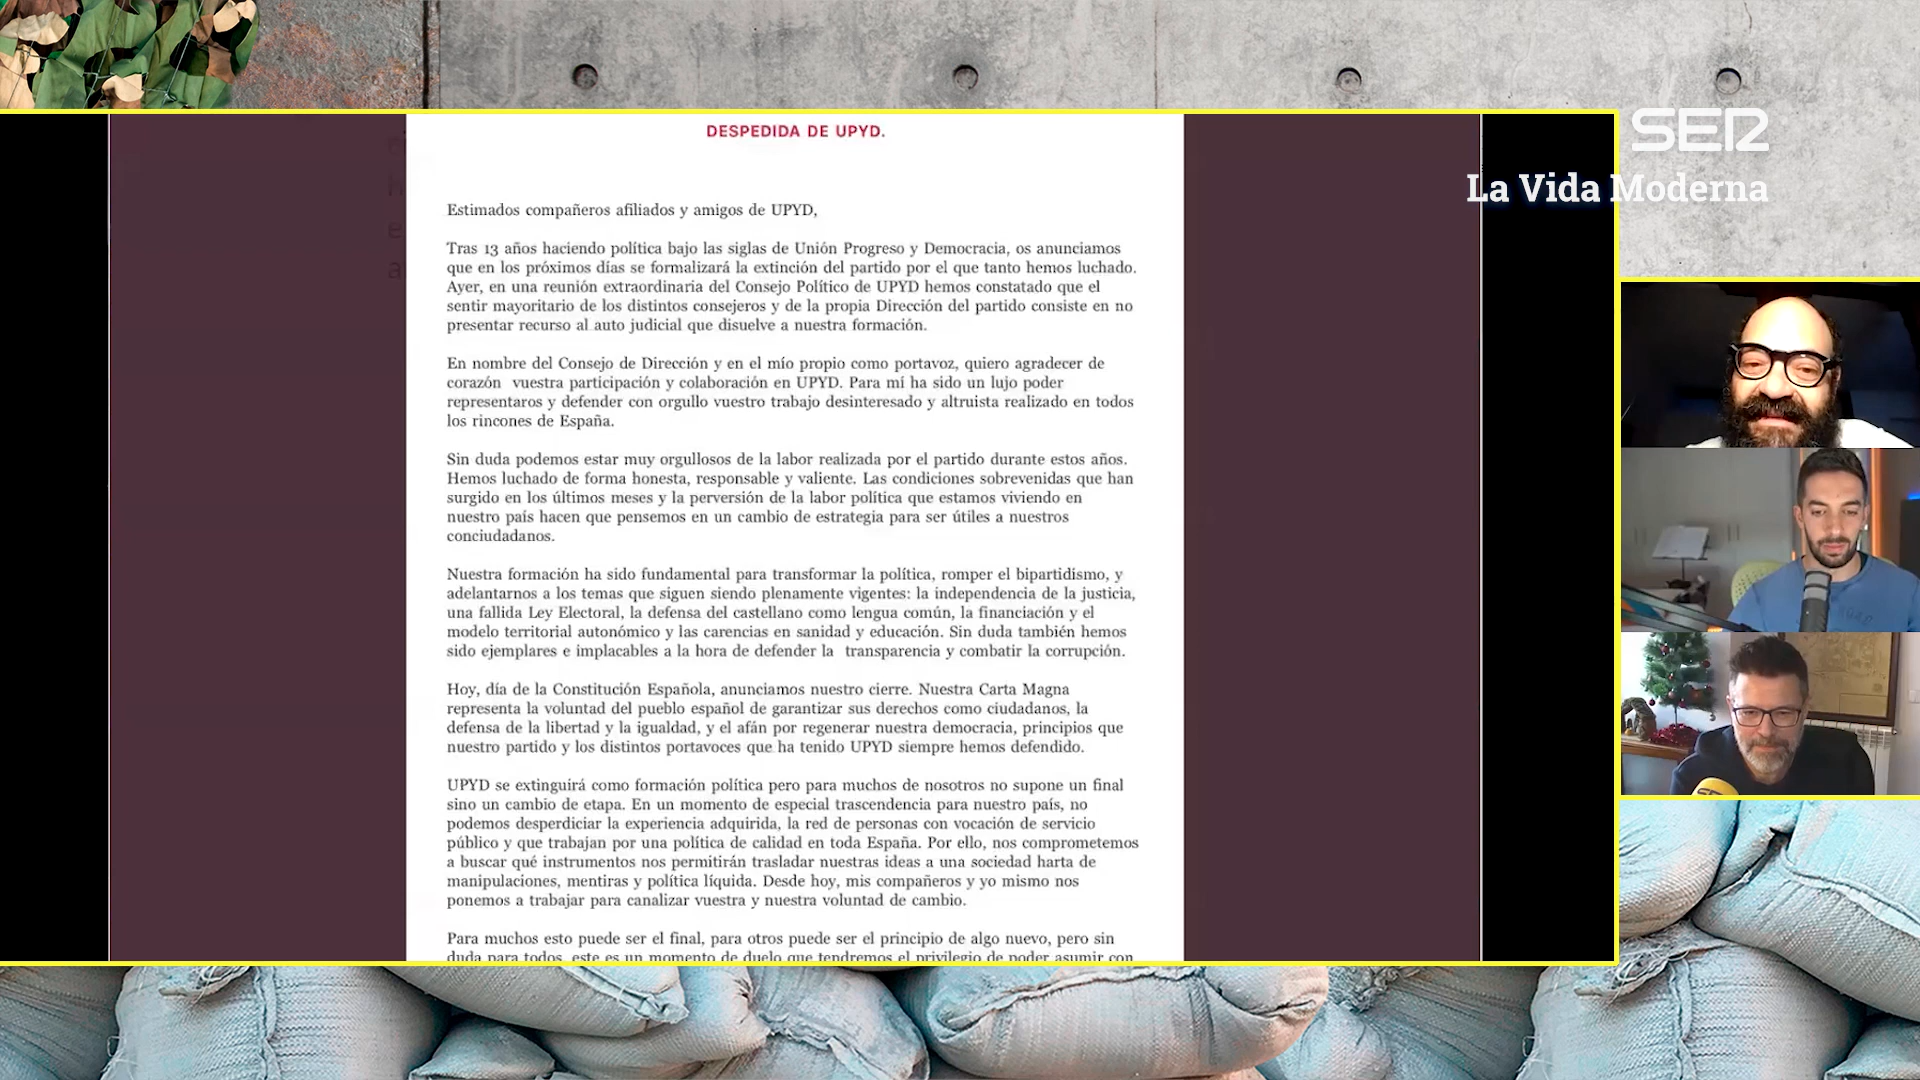 SER
La Vida Moderna
DESPEDIDA DE UPYD.
Estimados compañeros afiliados y amigos de UPYD,
Tras 13 años haciendo política bajo las siglas de Unión Progreso y Democracia, os anunciamos
que en los próximos días se formalizará la extinción del partido por el que tanto hemos luchado.
Ayer, en una reunión extraordinaria del Consejo Político de UPYD hemos constatado que el
sentir mayoritario de los distintos consejeros y de la propia Dirección del partido consiste en no
presentar recurso al auto judicial que disuelve a nuestra formación.
En nombre del Consejo de Dirección y en el mío propio como portavoz, quiero agradecer de
corazón vuestra participación y colaboración en UPYD. Para mí ha sido un lujo poder
representaros y defender con orgullo vuestro trabajo desinteresado y altruista realizado en todos
los rincones de España.
Sin duda podemos estar muy orgullosos de la labor realizada por el partido durante estos años.
Hemos luchado de forma honesta, responsable y valiente. Las condiciones sobrevenidas que han
surgido en los últimos meses y la perversión de la labor política que estamos viviendo en
nuestro país hacen que pensemos en un cambio de estrategia para ser útiles a nuestros
conciudadanos.
Nuestra formación ha sido fundamental para transformar la política, romper el bipartidismo, y
adelantarnos a los temas que siguen siendo plenamente vigentes: la independencia de la justicia,
una fallida Ley Electoral, la defensa del castellano como lengua común, la financiación y el
modelo territorial autonómico y las carencias en sanidad y educación. Sin duda también hemos
sido ejemplares e implacables a la hora de defender la transparencia y combatir la corrupción.
Hoy, día de la Constitución Española, anunciamos nuestro cierre. Nuestra Carta Magna
representa la voluntad del pueblo español de garantizar sus derechos como ciudadanos, la
defensa de la libertad y la igualdad, y el afán por regenerar nuestra democracia, principios que
nuestro partido y los distintos portavoces que ha tenido UPYD siempre hemos defendido.
UPYD se extinguirá como formación política pero para muchos de nosotros no supone un final
sino un cambio de etapa. En un momento de especial trascendencia para nuestro país, no
podemos desperdiciar la experiencia adquirida, la red de personas con vocación de servicio
público y que trabajan por una política de calidad en toda España. Por ello, nos comprometemos
a buscar qué instrumentos nos permitirán trasladar nuestras ideas a una sociedad harta de
manipulaciones, mentiras y política líquida. Desde hoy, mis compañeros y yo mismo nos
ponemos a trabajar para canalizar vuestra y nuestra voluntad de cambio.
Para muchos esto puede ser el final, para otros puede ser el principio de algo nuevo, pero sin
duda para todos, este es un momento de duelo que tendremos el privilegio de poder asumir con